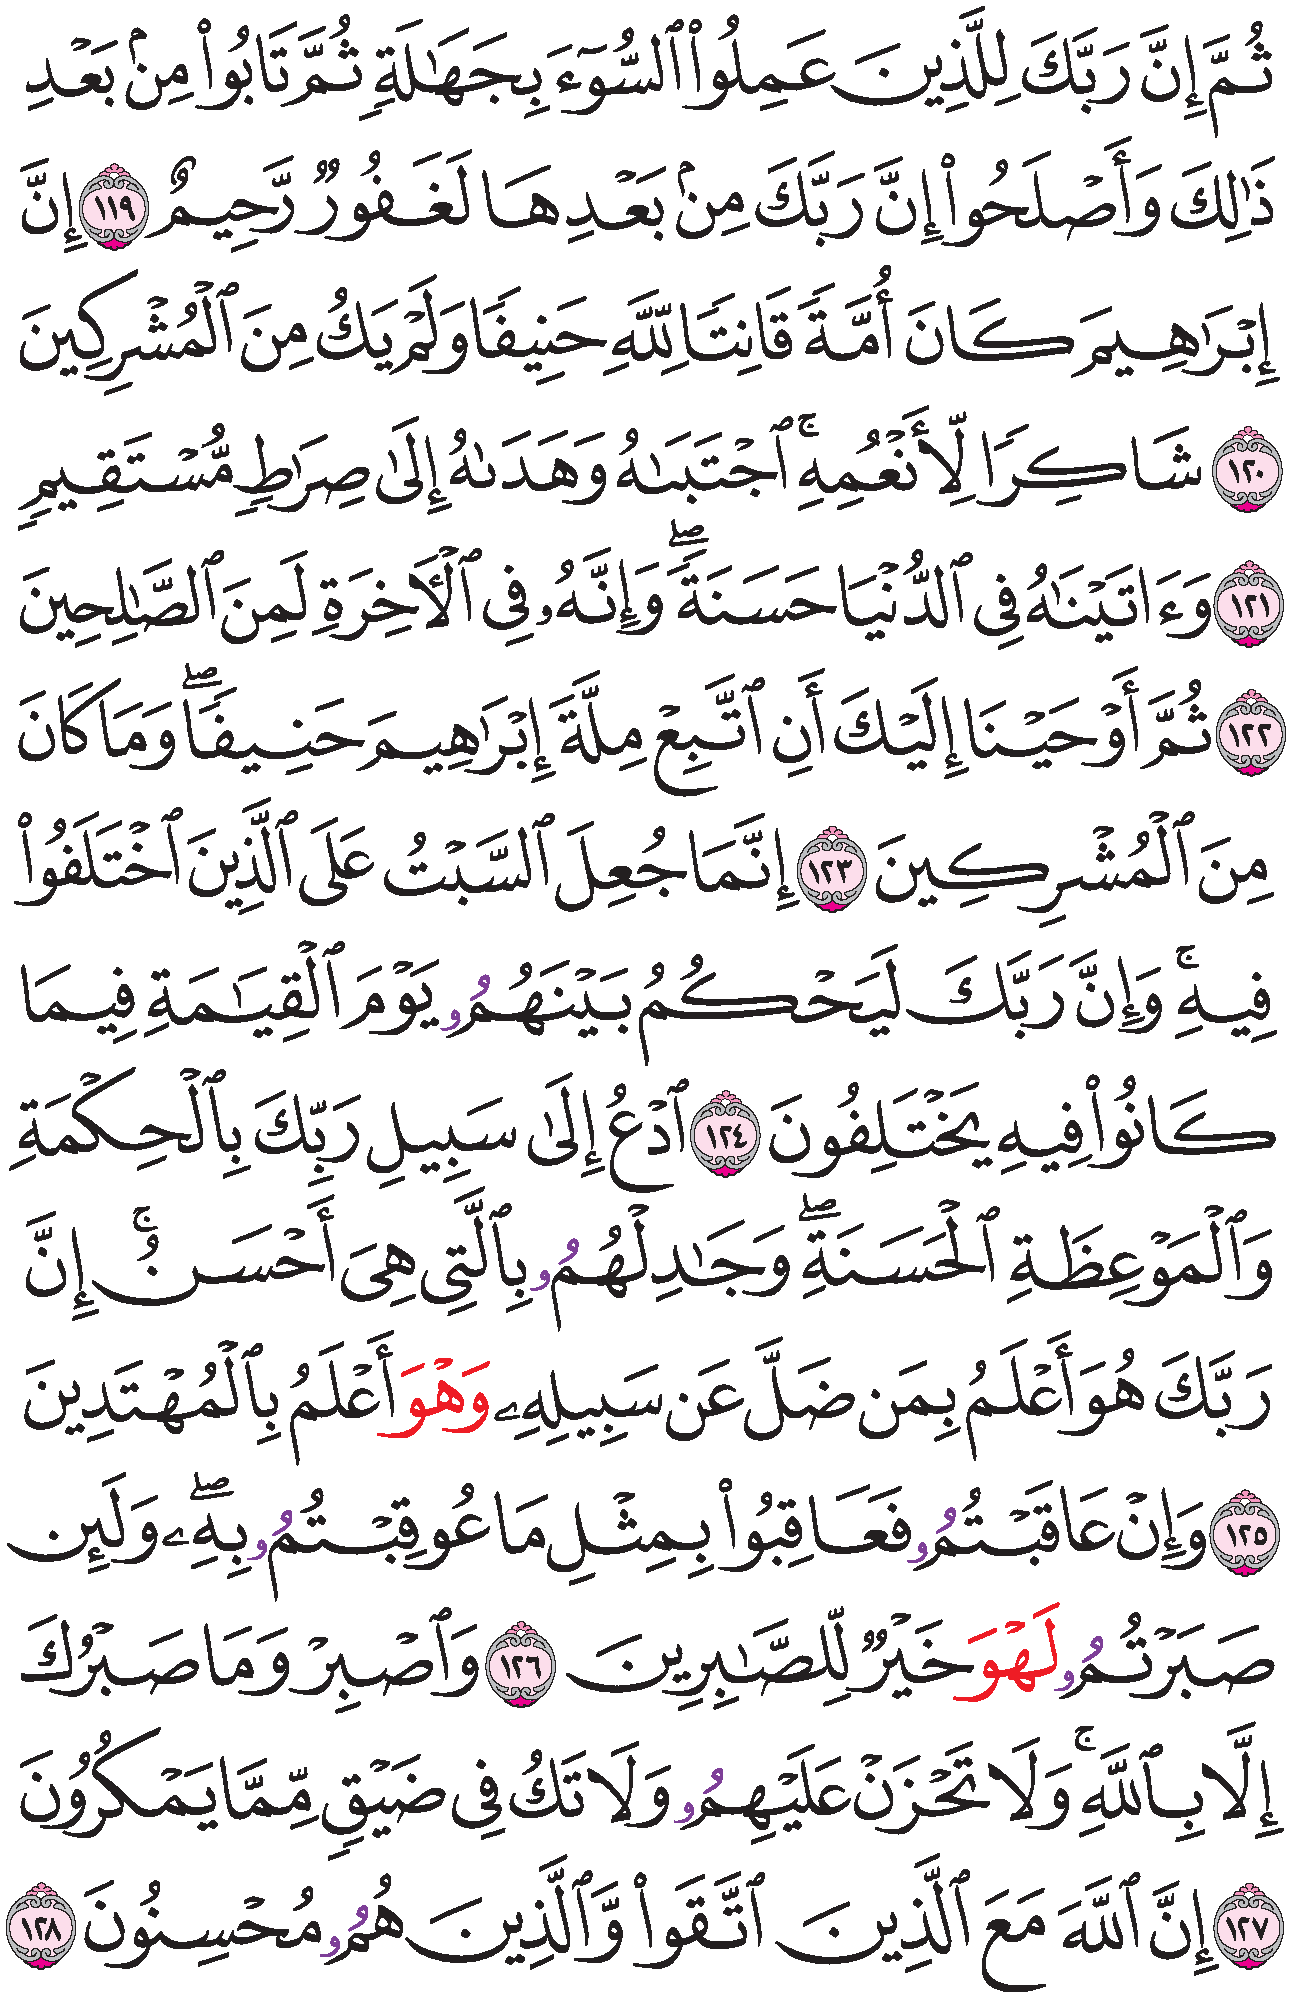 ثُمَّ إِنَّ رَبَّكَ لِلَّذِينَ عَمِلُوا۟ ٱلسُّوٓءَ بِجَهَـٰلَةٍ ثُمَّ تَابُوا۟ مِنۢ بَعْدِ
ذَٰلِكَ وَأَصْلَحُوٓا۟ إِنَّ رَبَّكَ مِنۢ بَعْدِهَا لَغَفُورٌ رَّحِيمٌ ١١٩ إِنَّ
إِبْرَٰهِيمَ كَانَ أُمَّةً قَانِتًا لِلَّهِ حَنِيفًا وَلَمْ يَكُ مِنَ ٱلْمُشْرِكِينَ
١٢٠ شَاكِرًا لِّأَنْعُمِهِ ۚ ٱجْتَبَىٰهُ وَهَدَىٰهُ إِلَىٰ صِرَٰطٍ مُّسْتَقِيمٍ
١٢١ وَءَاتَيْنَـٰهُ فِى ٱلدُّنْيَا حَسَنَةً ۖ وَإِنَّهُۥ فِى ٱلْـَٔاخِرَةِ لَمِنَ ٱلصَّـٰلِحِينَ
١٢٢ ثُمَّ أَوْحَيْنَا إِلَيْكَ أَنِ ٱتَّبِعْ مِلَّةَ إِبْرَٰهِيمَ حَنِيفًا ۖ وَمَا كَانَ
مِنَ ٱلْمُشْرِكِينَ ١٢٣ إِنَّمَا جُعِلَ ٱلسَّبْتُ عَلَى ٱلَّذِينَ ٱخْتَلَفُوا۟
فِيهِ ۚ وَإِنَّ رَبَّكَ لَيَحْكُمُ بَيْنَهُمُۥ يَوْمَ ٱلْقِيَـٰمَةِ فِيمَا
كَانُوا۟ فِيهِ يَخْتَلِفُونَ ١٢٤ ٱدْعُ إِلَىٰ سَبِيلِ رَبِّكَ بِٱلْحِكْمَةِ
وَٱلْمَوْعِظَةِ ٱلْحَسَنَةِ ۖ وَجَـٰدِلْهُمُۥ بِٱلَّتِى هِىَ أَحْسَنُ ۚ إِنَّ
رَبَّكَ هُوَ أَعْلَمُ بِمَن ضَلَّ عَن سَبِيلِهِۦ وَهْوَ أَعْلَمُ بِٱلْمُهْتَدِينَ
١٢٥ وَإِنْ عَاقَبْتُمُۥ فَعَاقِبُوا۟ بِمِثْلِ مَا عُوقِبْتُمُۥ بِهِۦ ۖ وَلَئِن
صَبَرْتُمُۥ لَهْوَ خَيْرٌ لِّلصَّـٰبِرِينَ ١٢٦ وَٱصْبِرْ وَمَا صَبْرُكَ
إِلَّا بِٱللَّهِ ۚ وَلَا تَحْزَنْ عَلَيْهِمُۥ وَلَا تَكُ فِى ضَيْقٍ مِّمَّا يَمْكُرُونَ
١٢٧ إِنَّ ٱللَّهَ مَعَ ٱلَّذِينَ ٱتَّقَوا۟ وَّٱلَّذِينَ هُمُۥ مُحْسِنُونَ ١٢٨